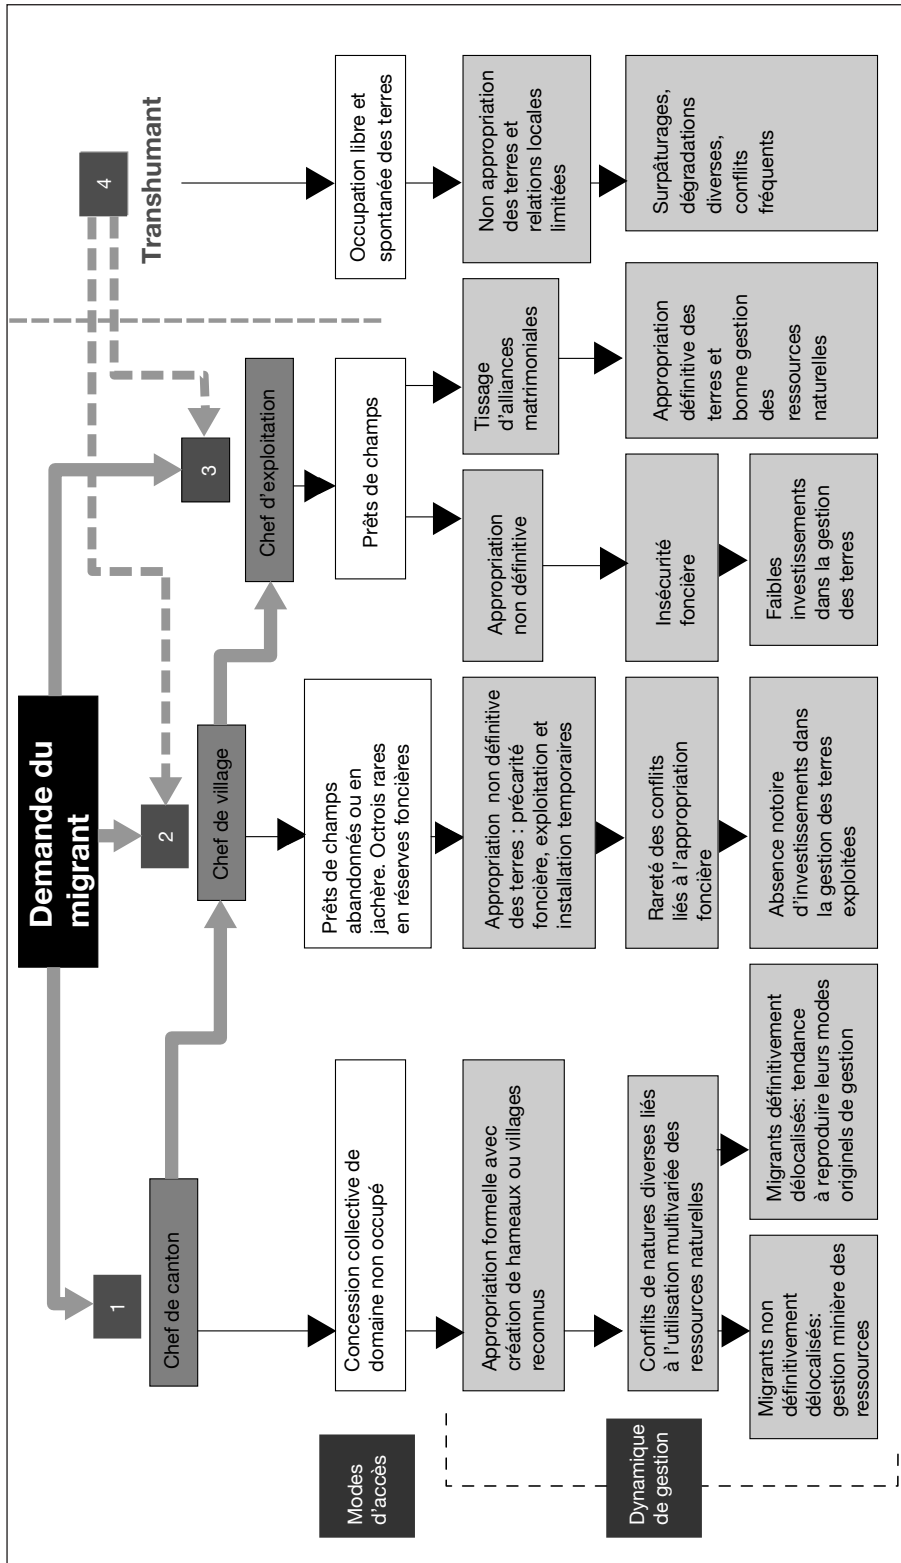 Demande du
migrant
1
2
3
4
Transhumant
Chef de canton
Chef de village
Chef d'exploitation
Modes
d'accès
Concession collective de
domaine non occupé
Prêts de champs
abandonnés ou en
jachère. Octrois rares
en réserves foncières
Prêts de champs
Occupation libre et
spontanée des terres
Dynamique
de gestion
Appropriation formelle avec
création de hameaux ou villages
reconnus
Appropriation non définitive
des terres : précarité
foncière, exploitation et
installation temporaires
Appropriation
non définitive
Tissage
d'alliances
matrimoniales
Non appropriation
des terres et
relations locales
limitées
Conflits de natures diverses liés
à l'utilisation multivariée des
ressources naturelles
Rareté des conflits
liés à l'appropriation
foncière
Insécurité
foncière
Appropriation
définitive des
terres et
bonne gestion
des
ressources
naturelles
Surpâturages,
dégradations
diverses,
conflits
fréquents
Migrants non
définitivement
délocalisés:
gestion minière des
ressources
Migrants définitivement
délocalisés: tendance
à reproduire leurs modes
originels de gestion
Absence notoire
d'investissements dans
la gestion des terres
exploitées
Faibles
investissements
dans la gestion
des terres